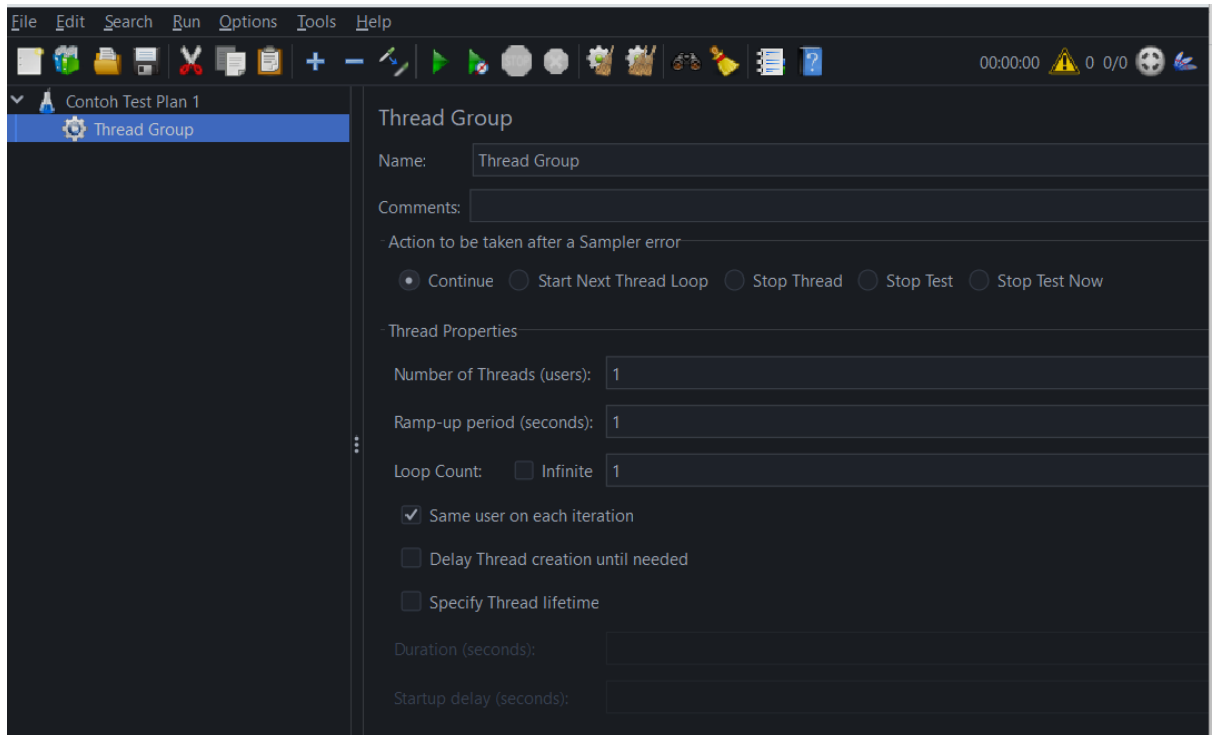 File Edit Search Run Options Tools Help
STOP 00:00:00 0 0/0
Contoh Test Plan 1
Thread Group
Thread Group
Name: Thread Group
Comments:
Action to be taken after a Sampler error
Continue Start Next Thread Loop Stop Thread Stop Test Stop Test Now
Thread Properties
Number of Threads (users): 1
Ramp-up period (seconds): 1
Loop Count: Infinite 1
Same user on each iteration
Delay Thread creation until needed
Specify Thread lifetime
Duration (seconds):
Startup delay (seconds):